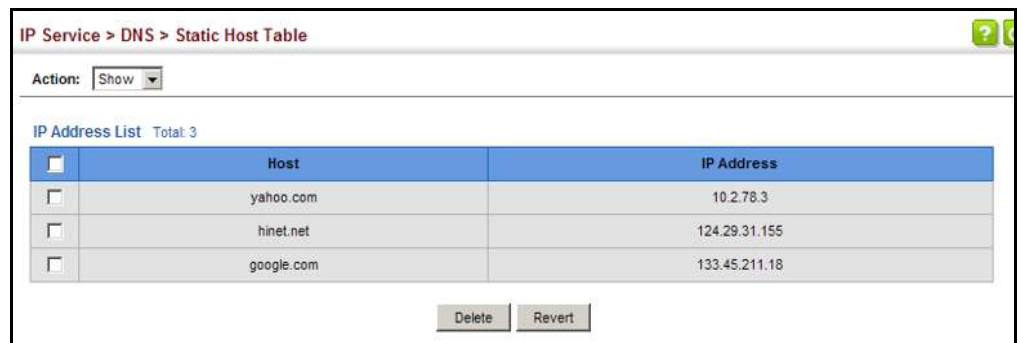 IP Service > DNS > Static Host Table
?
Action: Show
IP Address List Total: 3
Host IP Address
yahoo.com 10.2.78.3
hinet.net 124.29.31.155
google.com 133.45.211.18
Delete Revert